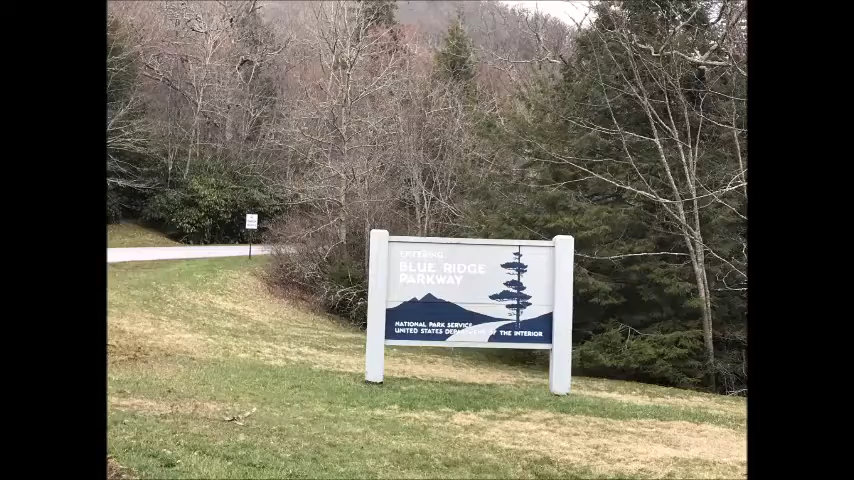 ENTERING
BLUE RIDGE
PARKWAY
NATIONAL PARK SERVICE
UNITED STATES DEPARTMENT OF THE INTERIOR